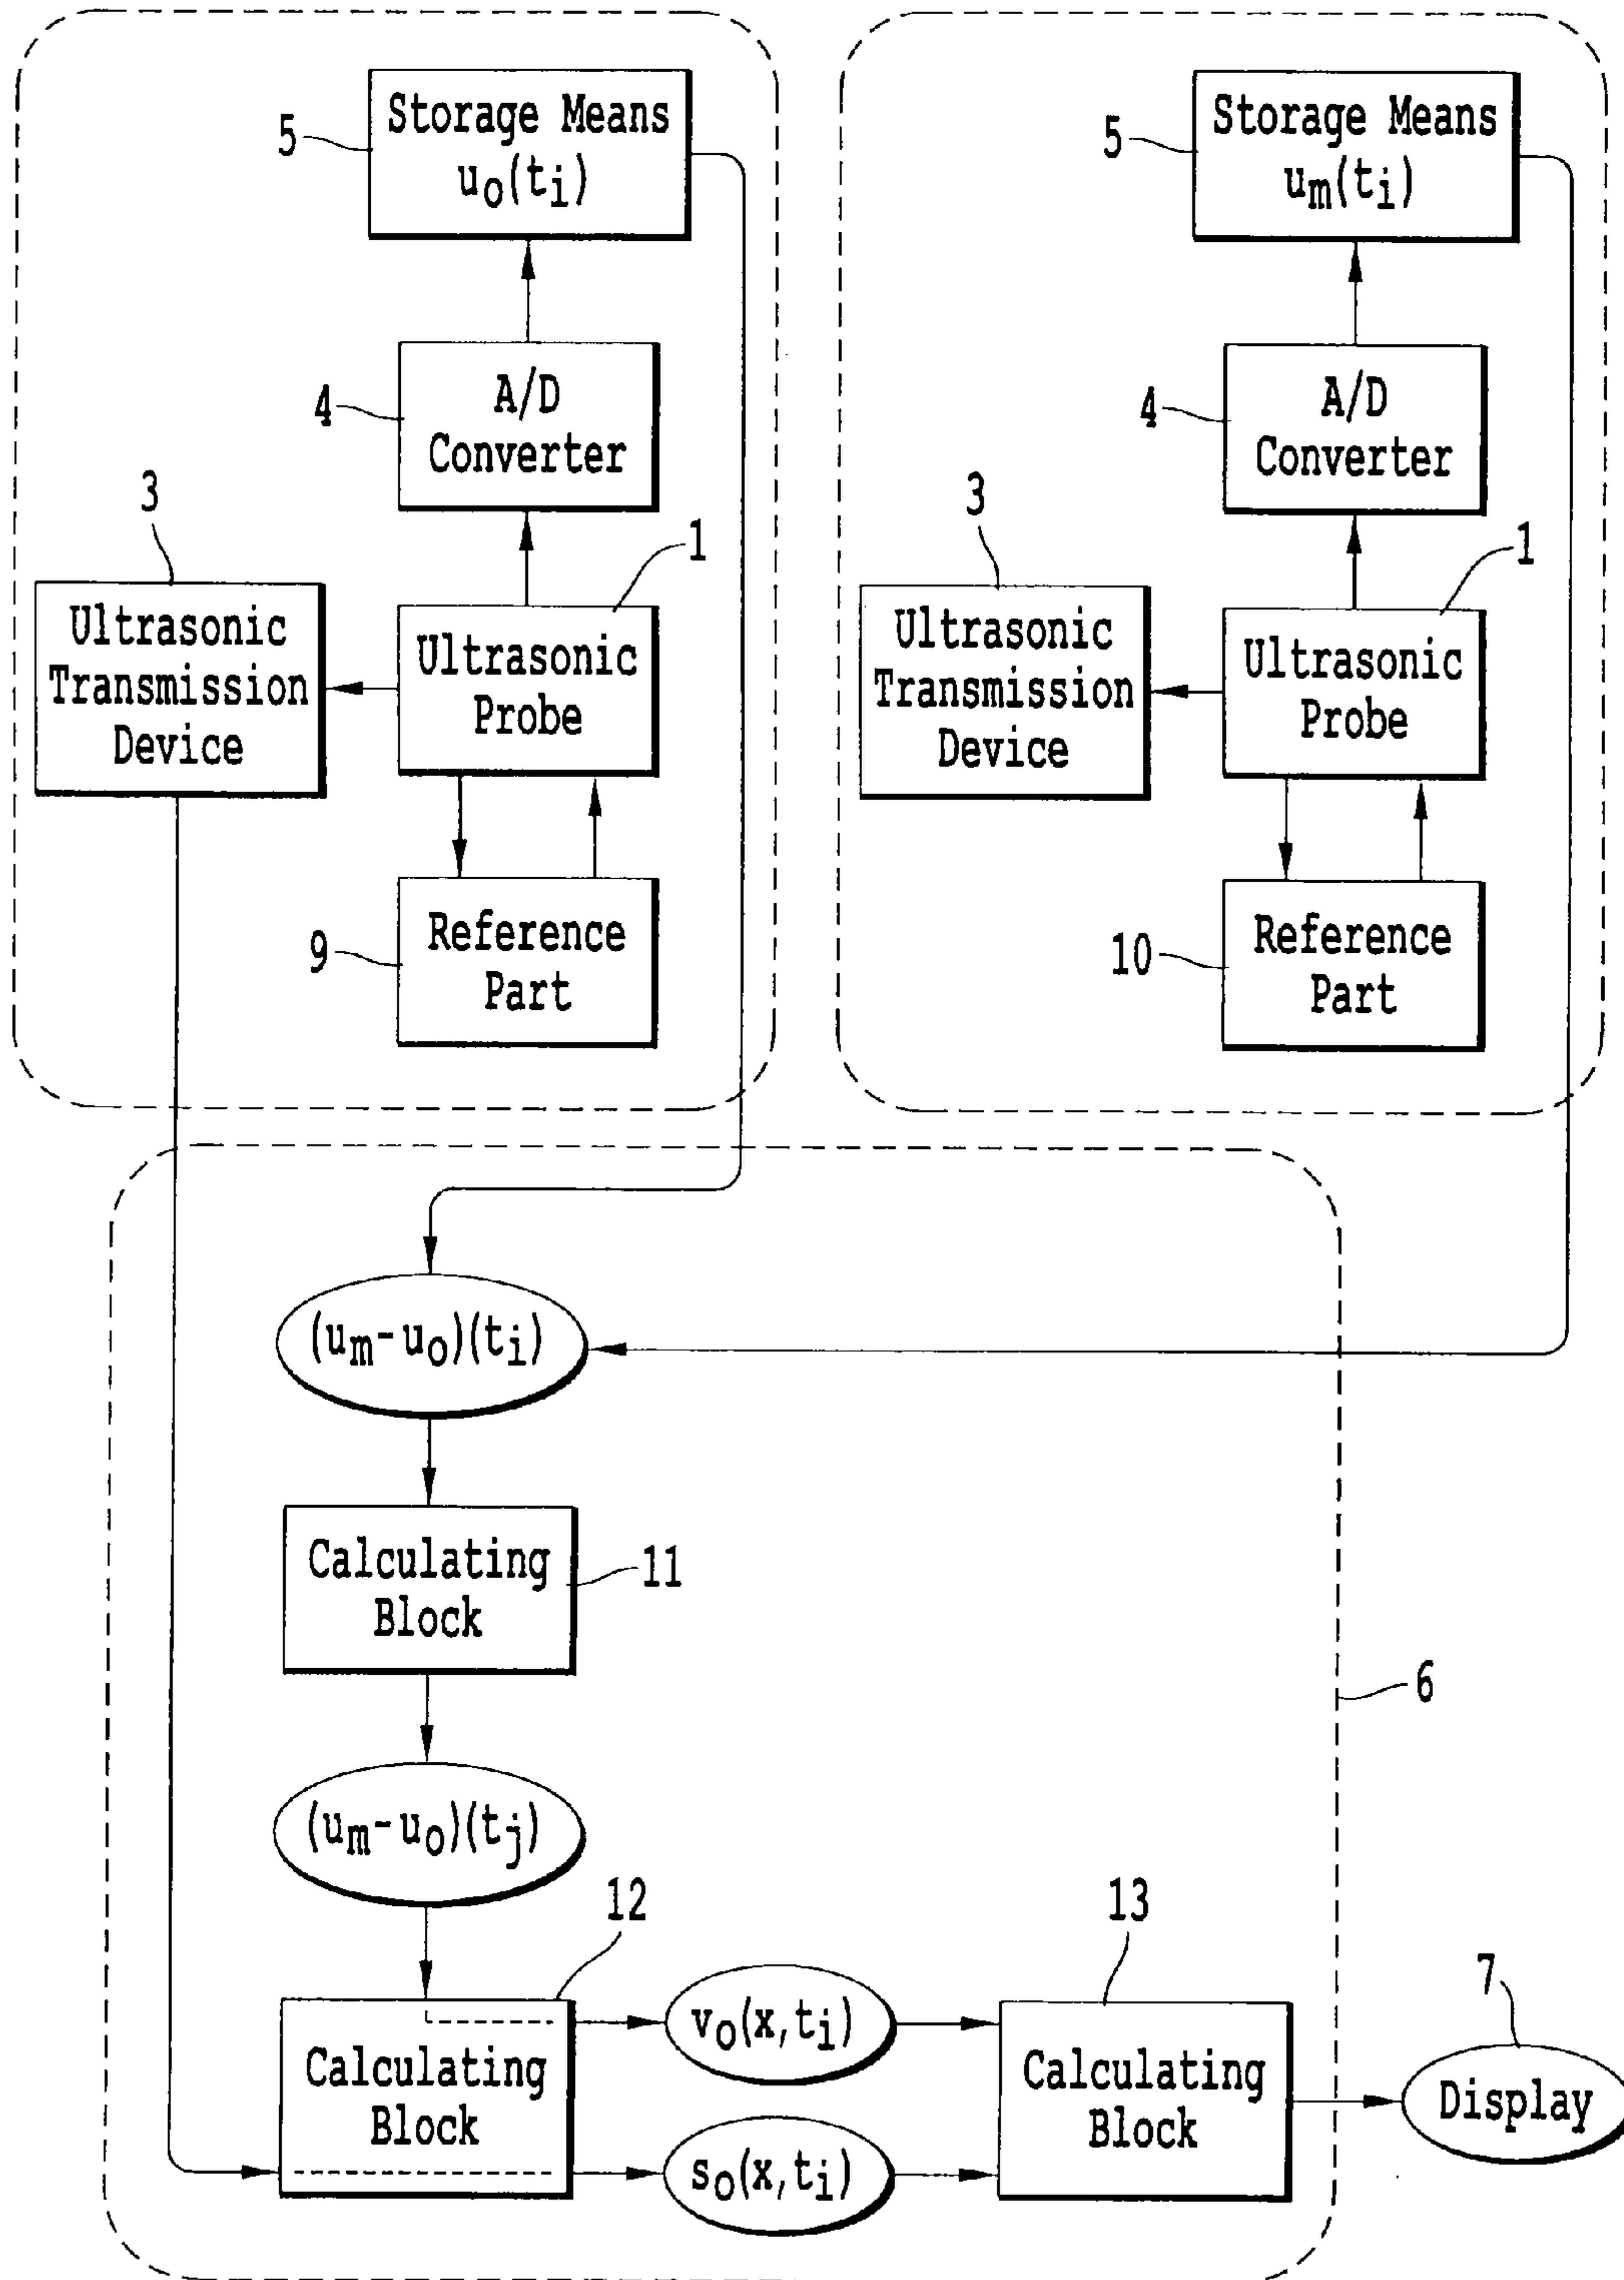 Storage Means
u₀(tᵢ)
5
A/D
Converter
4
3
Ultrasonic
Transmission
Device
1
Ultrasonic
Probe
9
Reference
Part
Storage Means
uₘ(tᵢ)
5
A/D
Converter
4
3
Ultrasonic
Transmission
Device
1
Ultrasonic
Probe
10
Reference
Part
(uₘ-u₀)(tᵢ)
Calculating
Block
11
6
(uₘ-u₀)(tⱼ)
12
Calculating
Block
v₀(x,tᵢ)
s₀(x,tᵢ)
13
Calculating
Block
7
Display